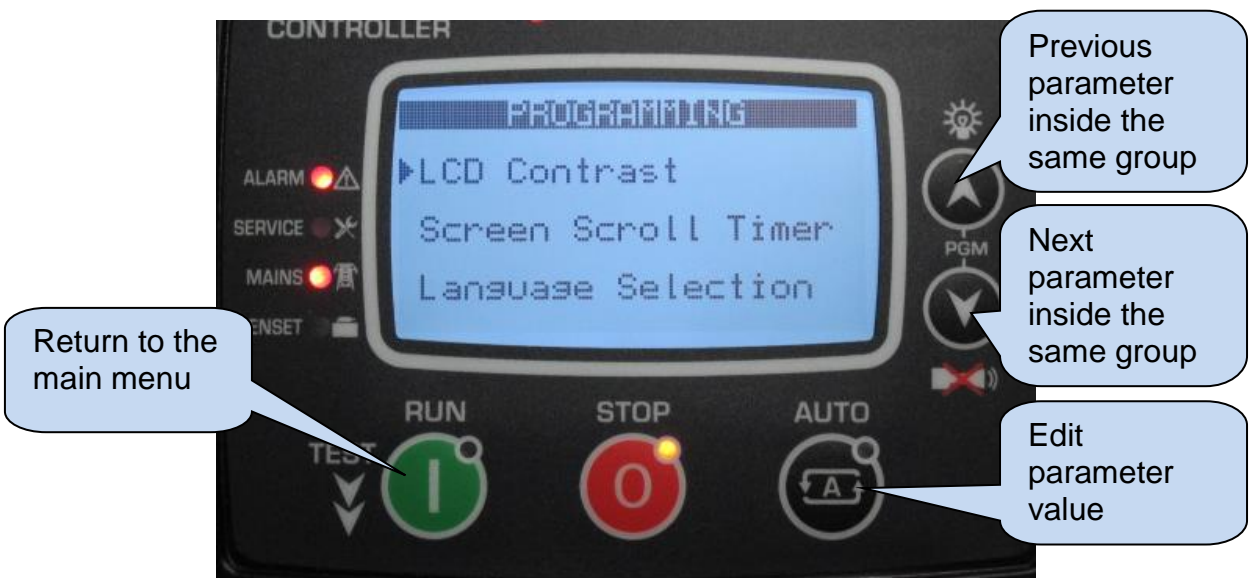 CONTROLLER
Previous
parameter
inside the
same group
PROGRAMMING
LCD Contrast
Screen Scroll Timer
Language Selection
ALARM
SERVICE
MAINS
ENSET
PGM
Next
parameter
inside the
same group
Return to the
main menu
RUN
STOP
AUTO
TEST
I
O
A
Edit
parameter
value